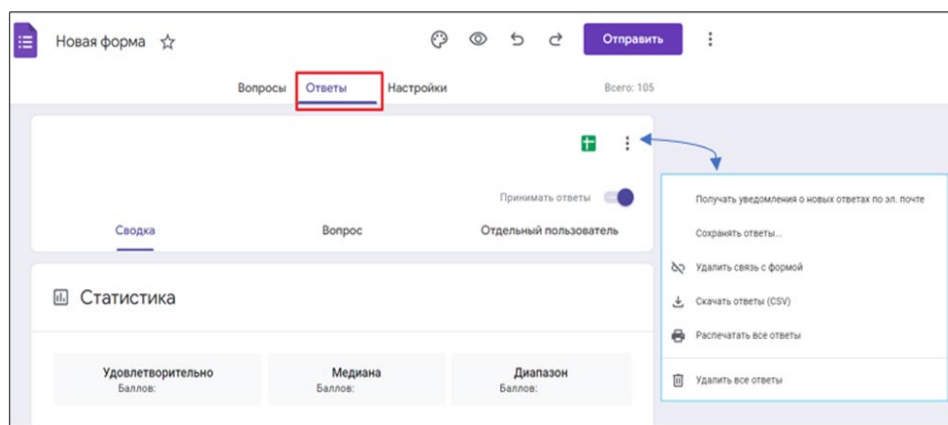 Новая форма
Отправить
Вопросы Ответы Настройки
Всего: 105
Принимать ответы
Сводка Вопрос Отдельный пользователь
Статистика
Удовлетворительно Медиана Диапазон
Баллов: Баллов: Баллов:
Получать уведомления о новых ответах по эл. почте
Сохранять ответы...
Удалить связь с формой
Скачать ответы (CSV)
Распечатать все ответы
Удалить все ответы